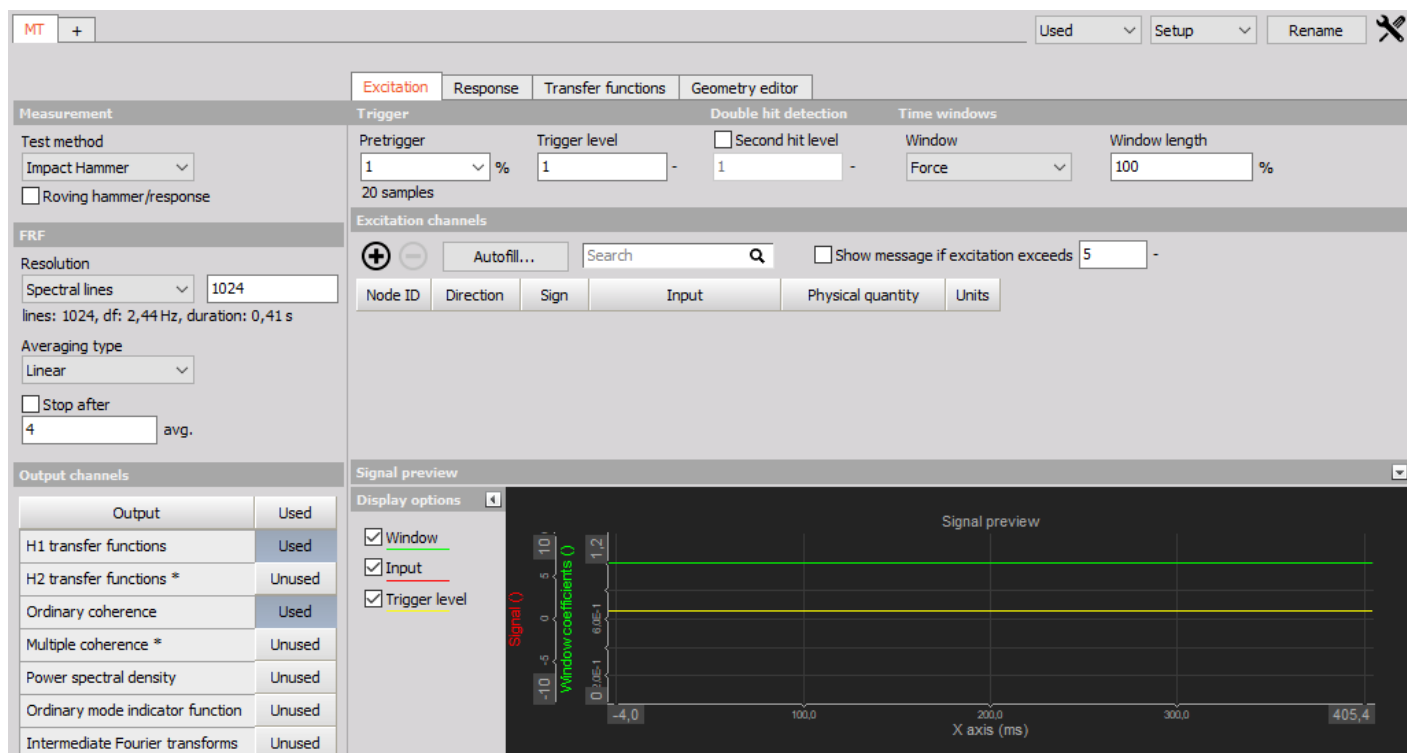 MT +
Used Setup Rename
Excitation Response Transfer functions Geometry editor
Measurement
Test method
Impact Hammer
Roving hammer/response
FRF
Resolution
Spectral lines 1024
lines: 1024, df: 2,44 Hz, duration: 0,41 s
Averaging type
Linear
Stop after
4 avg.
Output channels
Output Used
H1 transfer functions Used
H2 transfer functions * Unused
Ordinary coherence Used
Multiple coherence * Unused
Power spectral density Unused
Ordinary mode indicator function Unused
Intermediate Fourier transforms Unused
Trigger Double hit detection Time windows
Pretrigger Trigger level Second hit level Window Window length
1 % 1 - 1 - Force 100 %
20 samples
Excitation channels
Autofill... Search Show message if excitation exceeds 5 -
Node ID Direction Sign Input Physical quantity Units
Signal preview
Display options
Window
Input
Trigger level
Signal preview
Signal ()
10
5
0
-5
-10
Window coefficients ()
1,2
6.0E-1
2.0E-1
0
-4,0 100,0 200,0 300,0 405,4
X axis (ms)